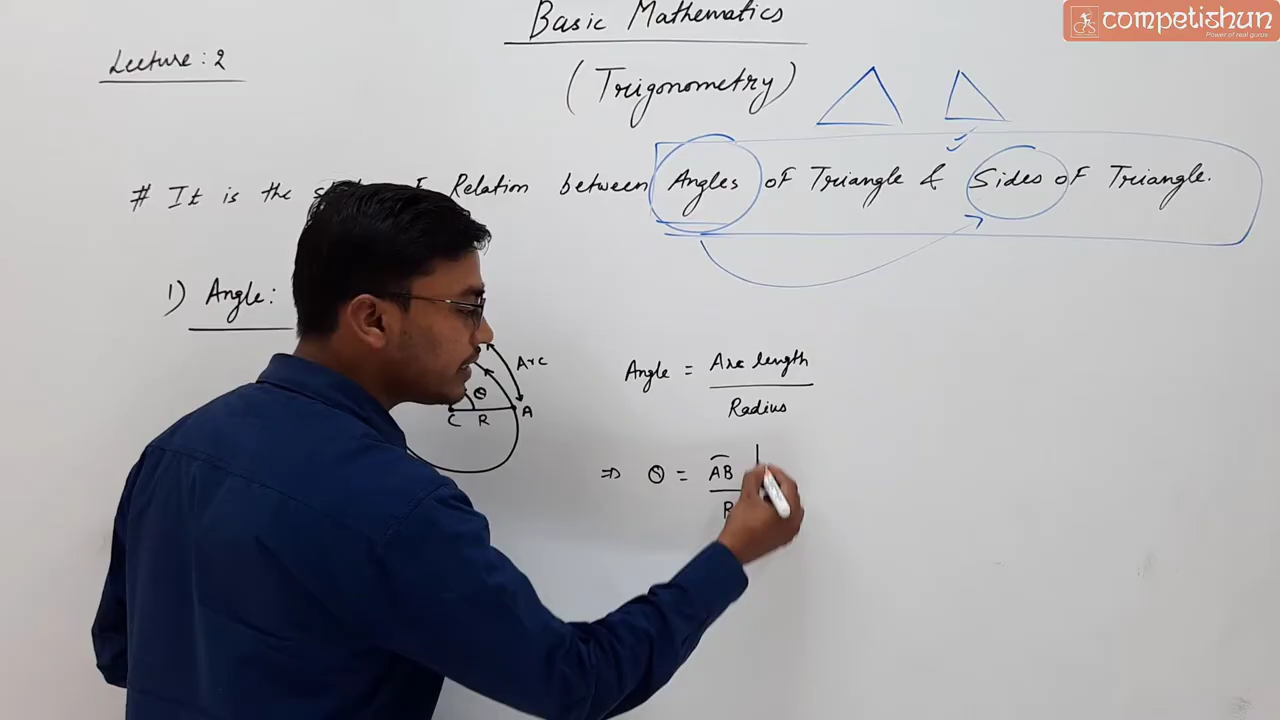 Basic Mathematics
competishun
Power of real gurus
Lecture : 2
(Trigonometry)
# It is the of Relation between Angles of Triangle & Sides of Triangle.
1) Angle :
Arc
θ
C R A
Angle = Arc length
Radius
⇒ θ = AB
R